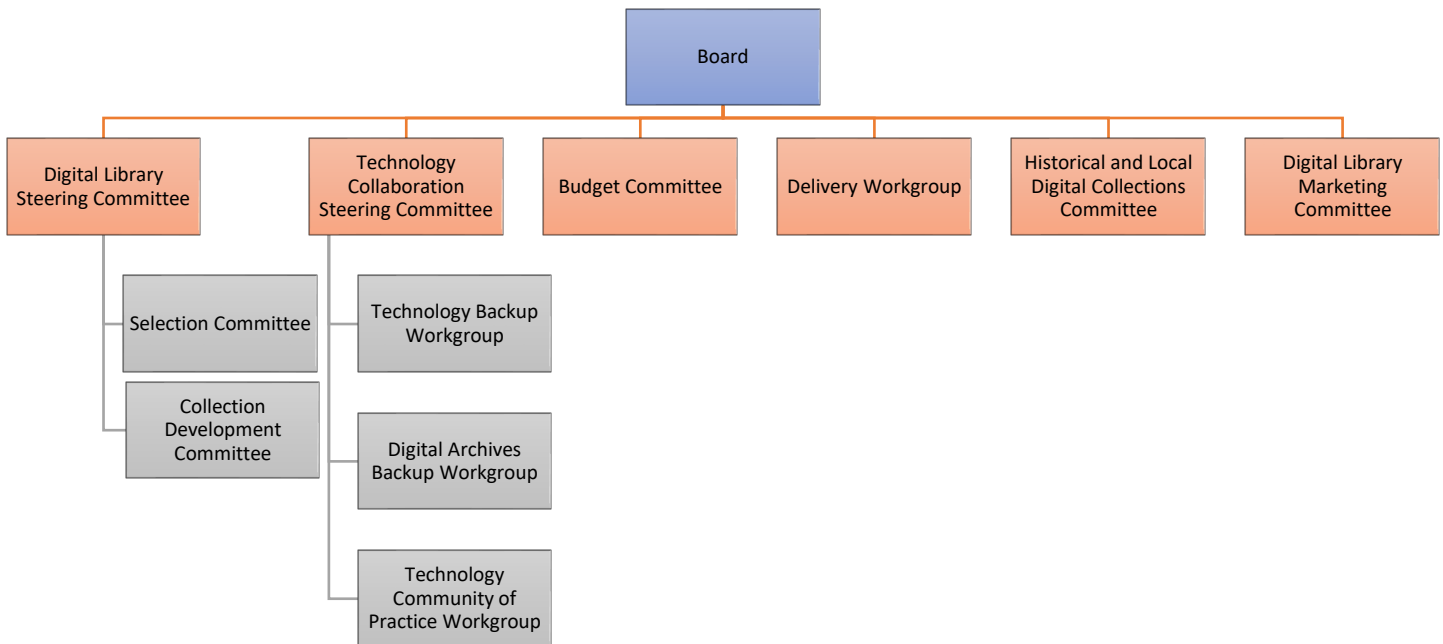 Board
Digital Library
Steering Committee
Technology
Collaboration
Steering Committee
Budget Committee
Delivery Workgroup
Historical and Local
Digital Collections
Committee
Digital Library
Marketing
Committee
Selection Committee
Collection
Development
Committee
Technology Backup
Workgroup
Digital Archives
Backup Workgroup
Technology
Community of
Practice Workgroup